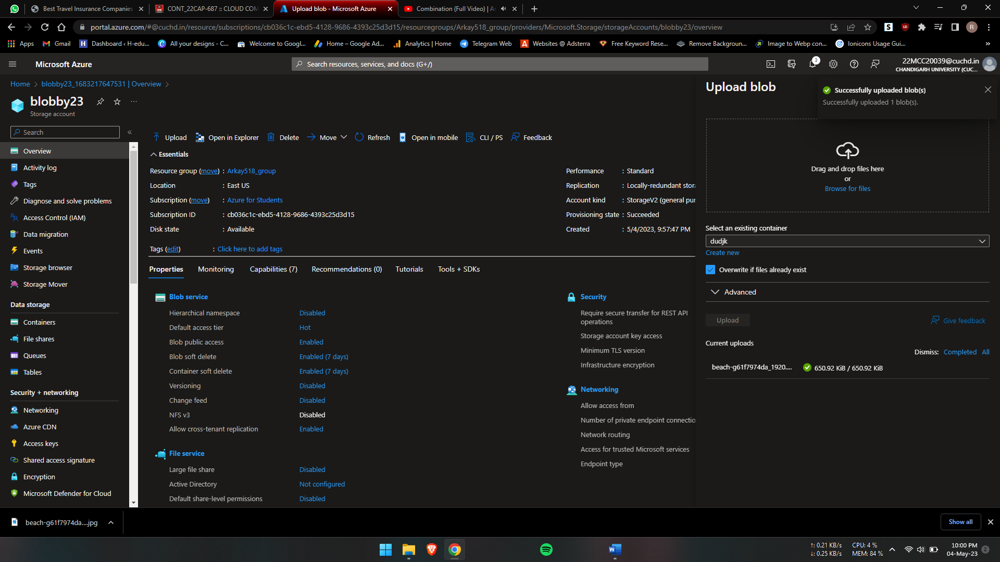 Best Travel Insurance Companies
CONT_22CAP-687 :: CLOUD COM
Upload blob - Microsoft Azure
Combination (Full Video) | Ar
portal.azure.com/#@cuchd.in/resource/subscriptions/cb036c1c-ebd5-4128-9686-4393c25d3d15/resourcegroups/Arkay518_group/providers/Microsoft.Storage/storageAccounts/blobby23/overview
R
Apps
Gmail
Dashboard ‹ H-edu...
All your designs - C...
Welcome to Googl...
Home – Google Ad...
Analytics | Home
Telegram Web
Websites @ Adsterra
Free Keyword Rese...
Remove Backgroun...
Image to Webp con...
Ionicons Usage Gui...
»
Microsoft Azure
Search resources, services, and docs (G+/)
3
22MCC20039@cuchd.in
CHANDIGARH UNIVERSITY (CUC...
Home > blobby23_1683217647531 | Overview >
blobby23
...
Storage account
Search
«
Overview
Activity log
Tags
Diagnose and solve problems
Access Control (IAM)
Data migration
Events
Storage browser
Storage Mover
Data storage
Containers
File shares
Queues
Tables
Security + networking
Networking
Azure CDN
Access keys
Shared access signature
Encryption
Microsoft Defender for Cloud
Upload
Open in Explorer
Delete
Move
Refresh
Open in mobile
CLI / PS
Feedback
Essentials
Resource group (move) : Arkay518_group
Location : East US
Subscription (move) : Azure for Students
Subscription ID : cb036c1c-ebd5-4128-9686-4393c25d3d15
Disk state : Available
Tags (edit) : Click here to add tags
Performance : Standard
Replication : Locally-redundant stora
Account kind : StorageV2 (general pur
Provisioning state : Succeeded
Created : 5/4/2023, 9:57:47 PM
Properties
Monitoring
Capabilities (7)
Recommendations (0)
Tutorials
Tools + SDKs
Blob service
Hierarchical namespace Disabled
Default access tier Hot
Blob public access Enabled
Blob soft delete Enabled (7 days)
Container soft delete Enabled (7 days)
Versioning Disabled
Change feed Disabled
NFS v3 Disabled
Allow cross-tenant replication Enabled
File service
Large file share Disabled
Active Directory Not configured
Default share-level permissions Disabled
Security
Require secure transfer for REST API
operations
Storage account key access
Minimum TLS version
Infrastructure encryption
Networking
Allow access from
Number of private endpoint connectio
Network routing
Access for trusted Microsoft services
Endpoint type
Upload blob
Successfully uploaded blob(s)
Successfully uploaded 1 blob(s).
Drag and drop files here
or
Browse for files
Select an existing container
dudjk
Create new
Overwrite if files already exist
Advanced
Upload
Give feedback
Current uploads
Dismiss: Completed All
beach-g61f7974da_1920....
650.92 KiB / 650.92 KiB
beach-g61f7974da....jpg
Show all
↑: 0.21 KB/s
↓: 0.25 KB/s
CPU: 4 %
MEM: 84 %
10:00 PM
04-May-23
2